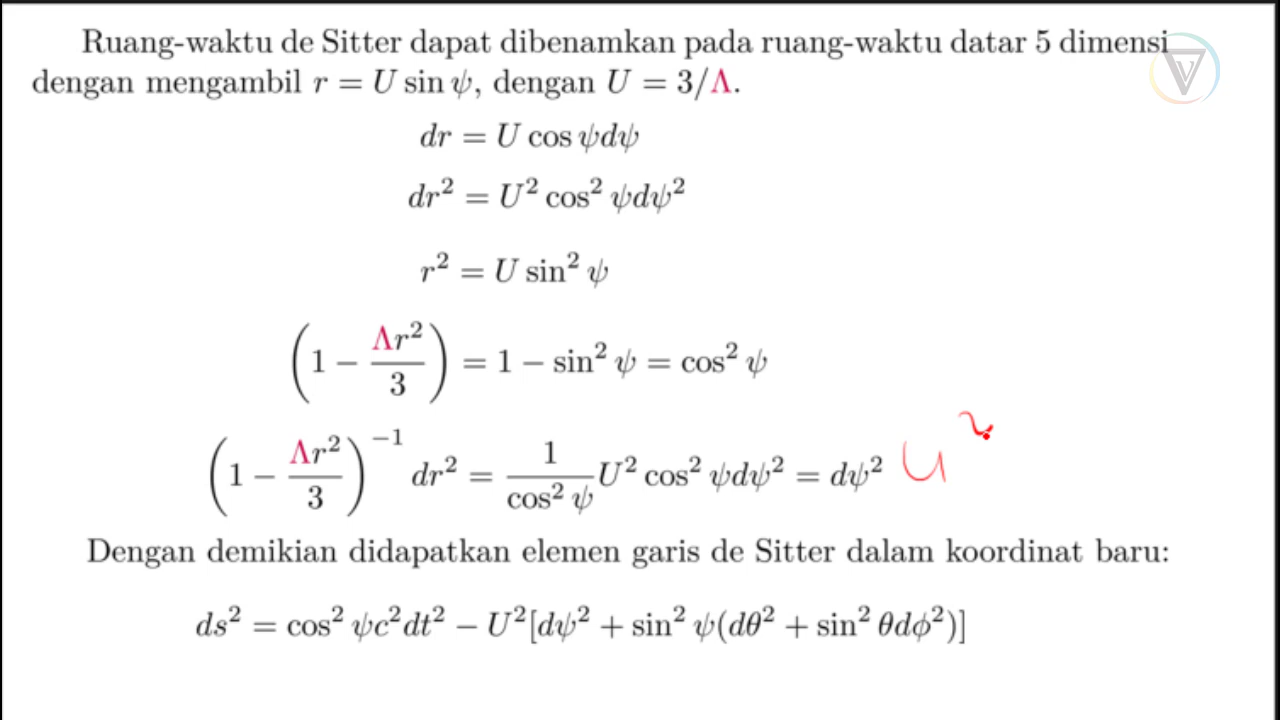 Ruang-waktu de Sitter dapat dibenamkan pada ruang-waktu datar 5 dimensi
dengan mengambil r = U sin ψ, dengan U = 3/Λ.
dr = U cos ψdψ
dr² = U² cos² ψdψ²
r² = U sin² ψ
(1 − Λr²/3) = 1 − sin² ψ = cos² ψ
(1 − Λr²/3)⁻¹ dr² = 1/cos² ψ U² cos² ψdψ² = dψ² U²
Dengan demikian didapatkan elemen garis de Sitter dalam koordinat baru:
ds² = cos² ψc²dt² − U²[dψ² + sin² ψ(dθ² + sin² θdϕ²)]